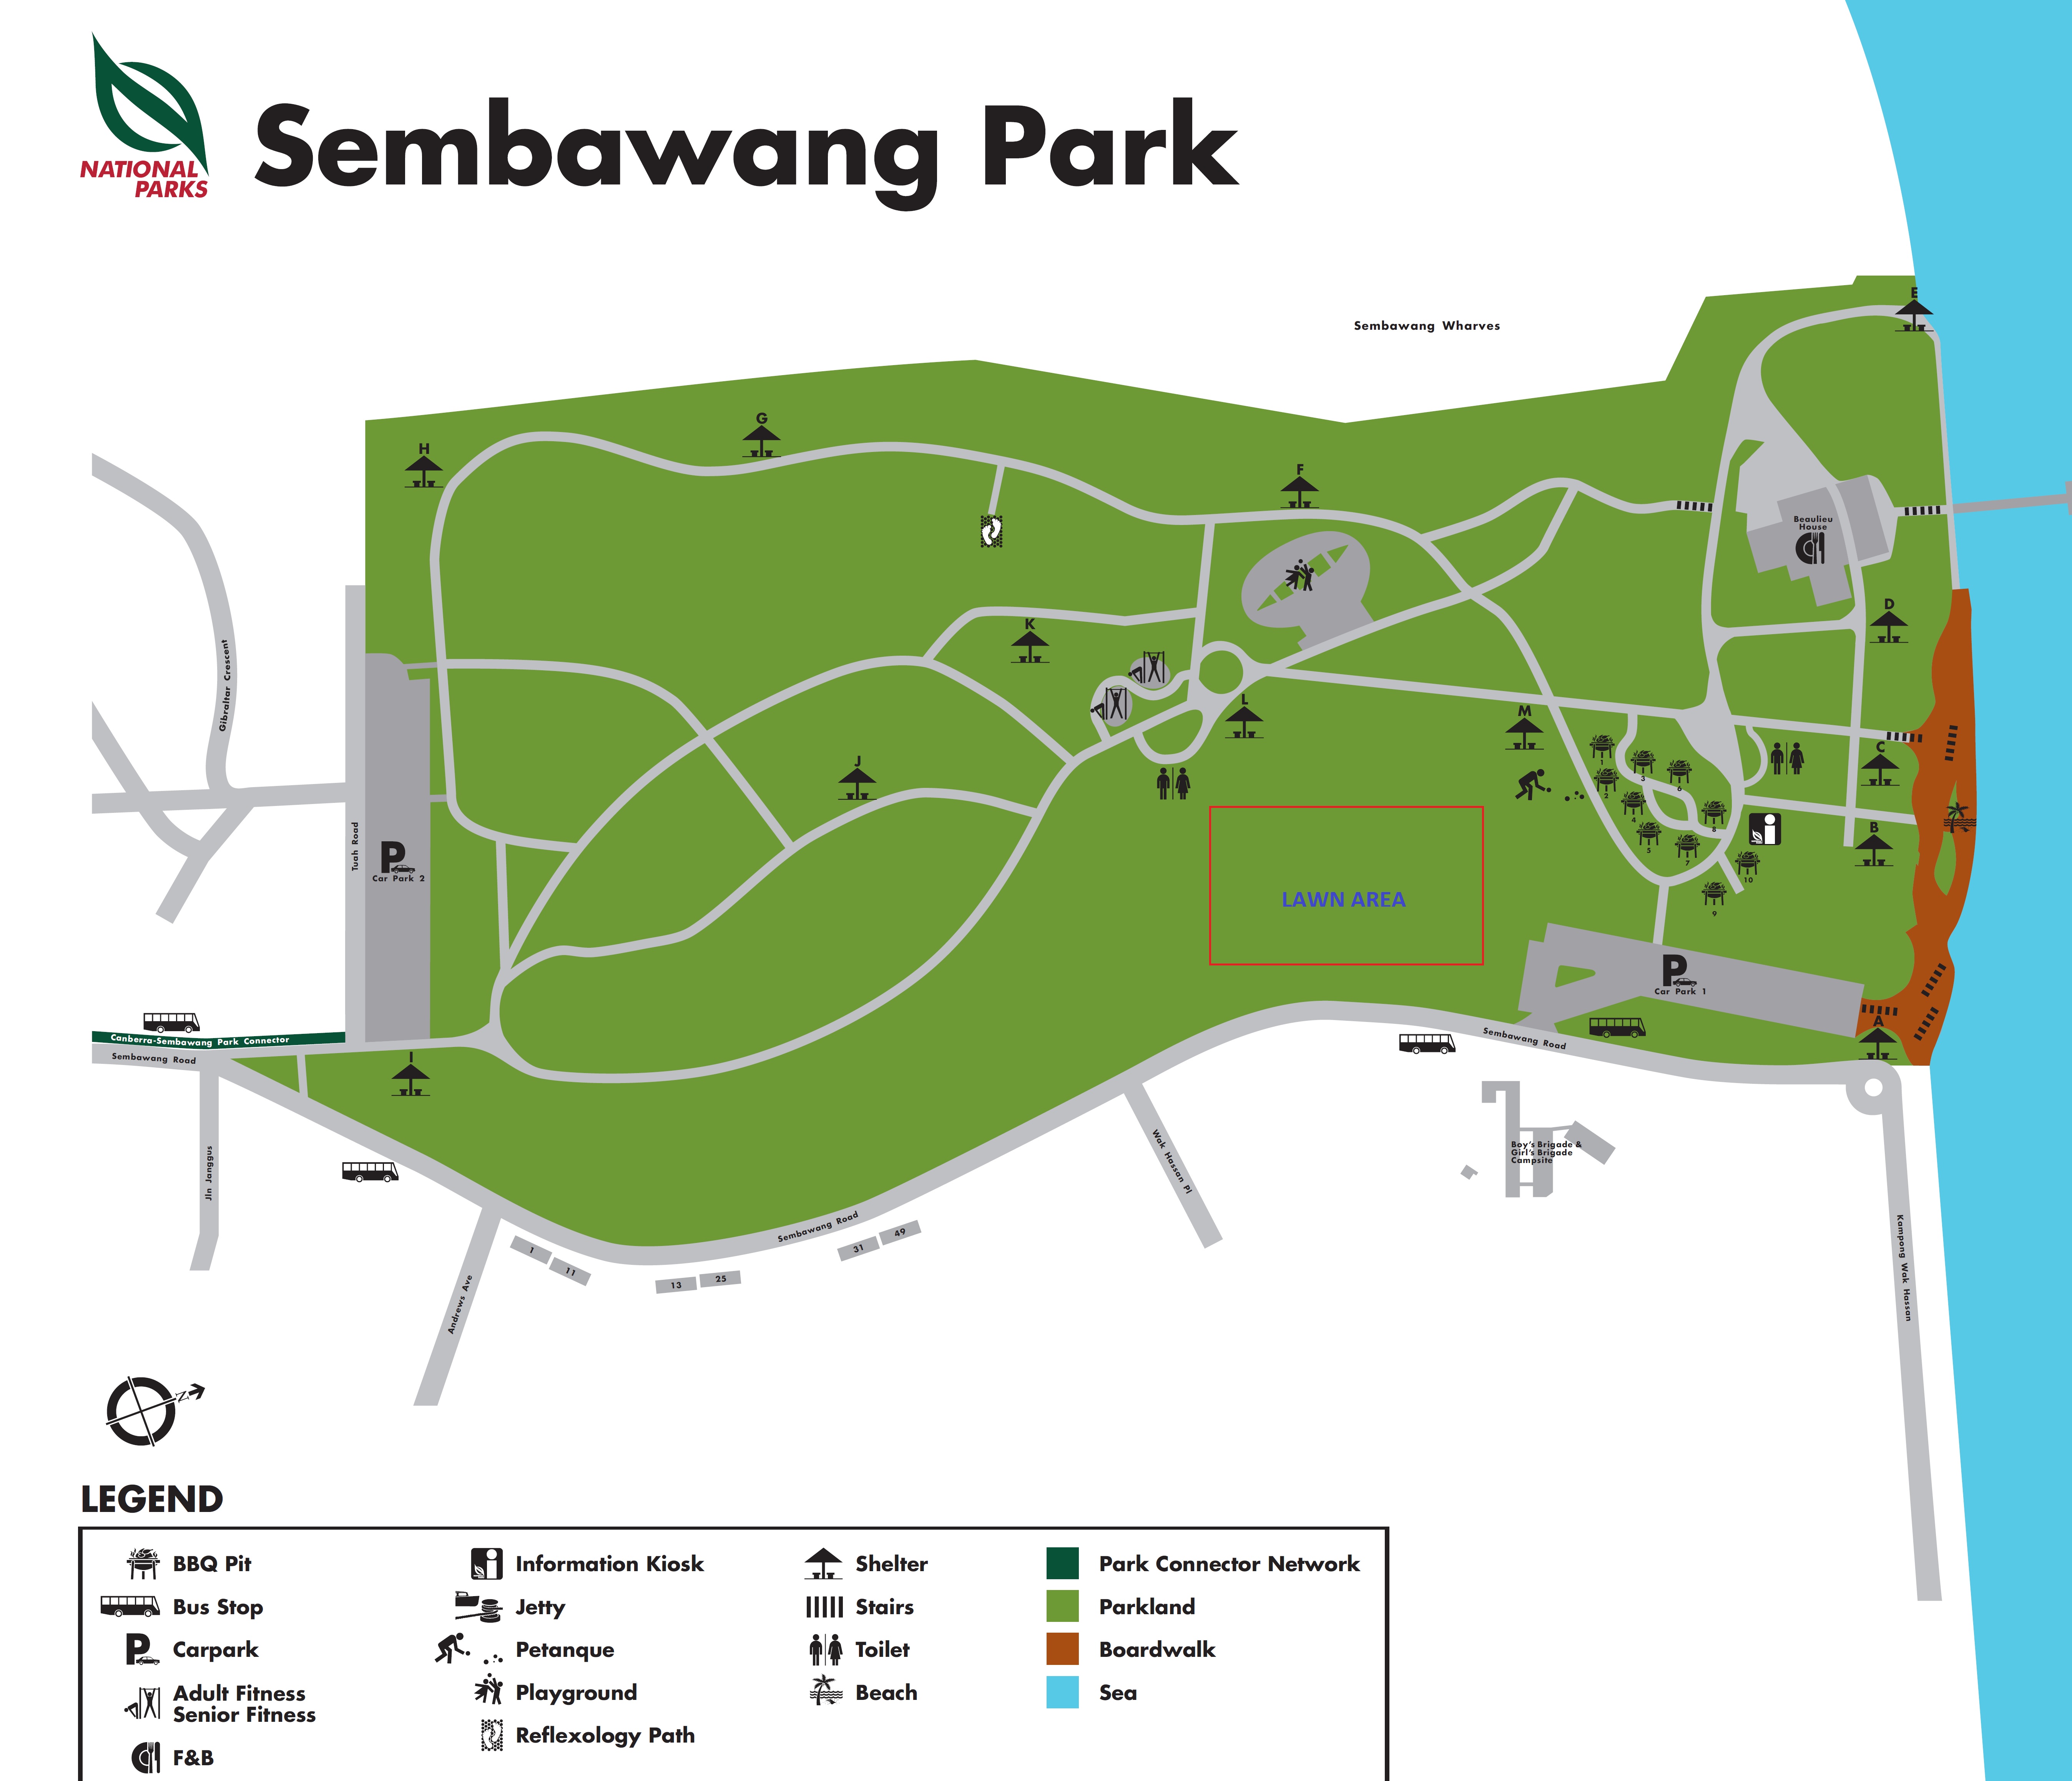 NATIONAL
PARKS
Sembawang Park
Sembawang Wharves
E
G
H
F
Beaulieu
House
D
K
Gibraltar Crescent
L
M
C
J
1
3
6
2
4
8
B
5
7
10
9
Tuah Road
P
Car Park 2
LAWN AREA
P
Car Park 1
A
Canberra-Sembawang Park Connector
Sembawang Road
Sembawang Road
I
Jln Janggus
Wak Hassan Pl
Boy's Brigade &
Girl's Brigade
Campsite
Sembawang Road
1
11
13
25
31
49
Andrews Ave
Kampong Wak Hassan
N
LEGEND
BBQ Pit
Bus Stop
P
Carpark
Adult Fitness
Senior Fitness
F&B
Information Kiosk
Jetty
Petanque
Playground
Reflexology Path
Shelter
Stairs
Toilet
Beach
Park Connector Network
Parkland
Boardwalk
Sea